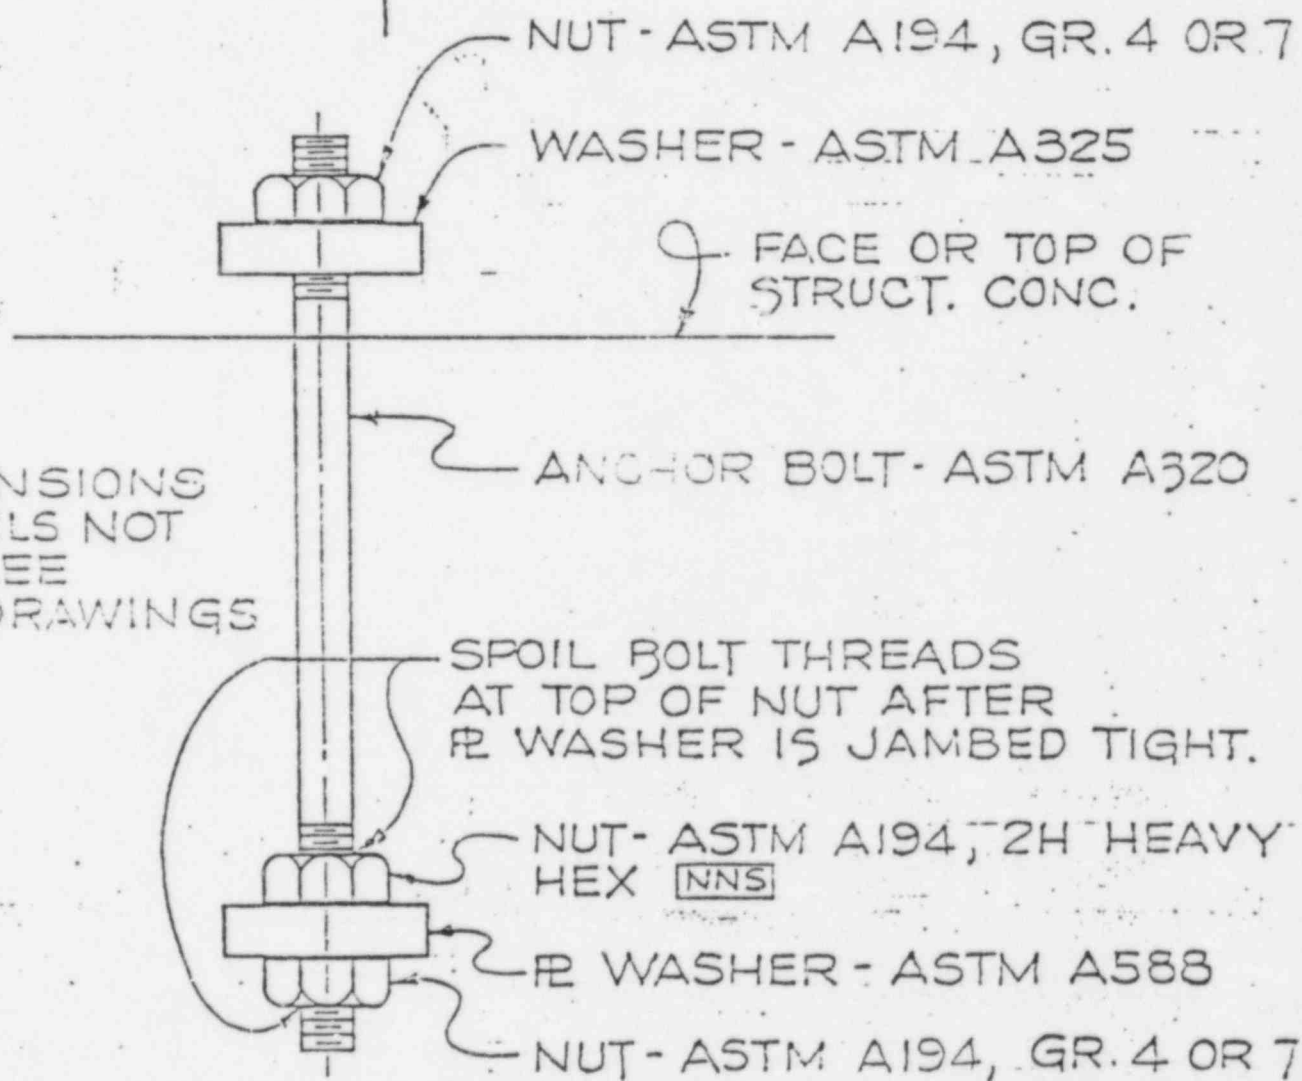 NUT - ASTM A194, GR. 4 OR 7
WASHER - ASTM A325
FACE OR TOP OF
STRUCT. CONC.
ANCHOR BOLT - ASTM A320
NSIONS
LS NOT
EE
DRAWINGS
SPOIL BOLT THREADS
AT TOP OF NUT AFTER
PL WASHER IS JAMBED TIGHT.
NUT - ASTM A194, 2H HEAVY
HEX NNS
PL WASHER - ASTM A588
NUT - ASTM A194, GR. 4 OR 7